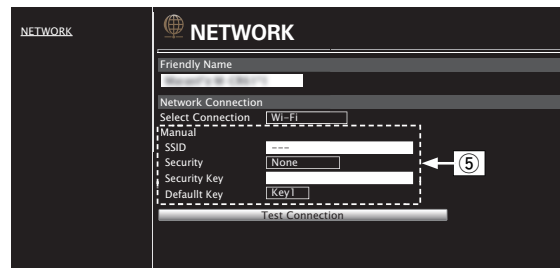 NETWORK
NETWORK
Friendly Name
Network Connection
Select Connection Wi-Fi
Manual
SSID ---
Security None
⑤
Security Key
Defaullt Key Key1
Test Connection